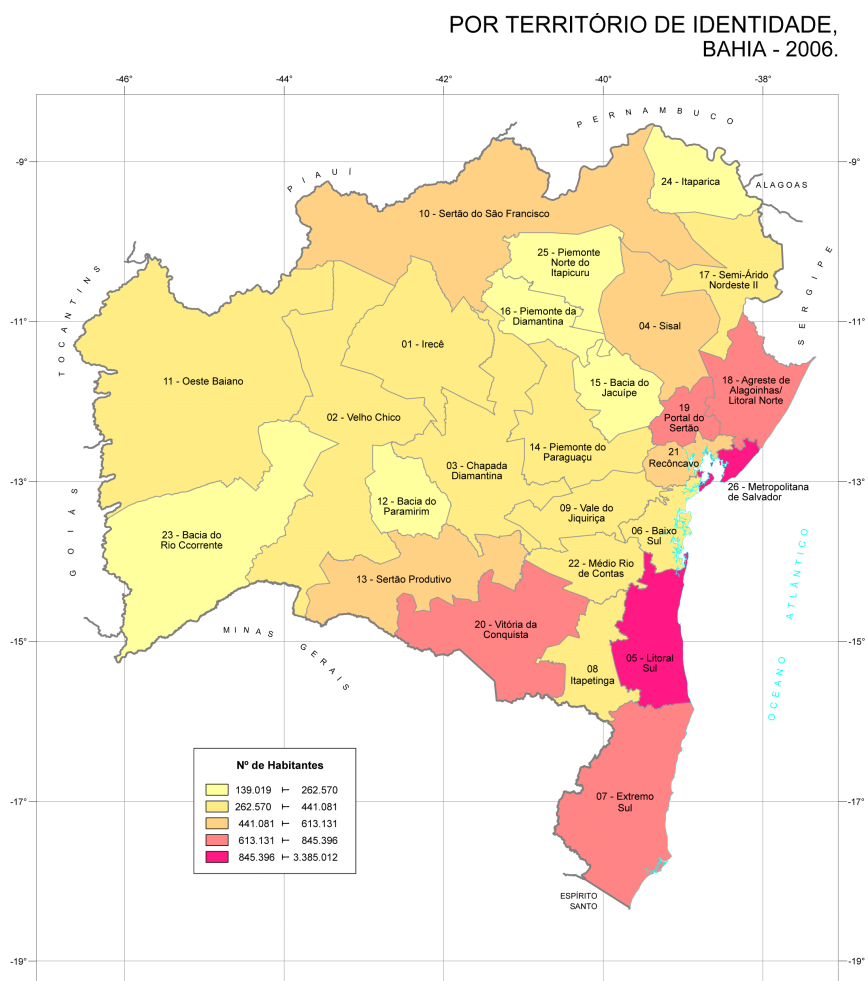 POR TERRITÓRIO DE IDENTIDADE,
BAHIA - 2006.
-46°
-44°
-42°
-40°
-38°
PERNAMBUCO
-9°
-9°
PIAUÍ
24 - Itaparica
ALAGOAS
10 - Sertão do São Francisco
25 - Piemonte
Norte do
Itapicuru
17 - Semi-Árido
Nordeste II
SERGIPE
TOCANTINS
16 - Piemonte da
Diamantina
-11°
-11°
04 - Sisal
01 - Irecê
11 - Oeste Baiano
15 - Bacia do
Jacuípe
18 - Agreste de
Alagoinhas/
Litoral Norte
19
Portal do
Sertão
02 - Velho Chico
14 - Piemonte do
Paraguaçu
21
Recôncavo
03 - Chapada
Diamantina
-13°
-13°
26 - Metropolitana
de Salvador
12 - Bacia do
Paramirim
09 - Vale do
Jiquiriça
GOIÁS
23 - Bacia do
Rio Ccorrente
06 - Baixo
Sul
22 - Médio Rio
de Contas
13 - Sertão Produtivo
OCEANO ATLÂNTICO
MINAS GERAIS
20 - Vitória da
Conquista
-15°
-15°
05 - Litoral
Sul
08
Itapetinga
Nº de Habitantes
139.019 ⊢ 262.570
262.570 ⊢ 441.081
441.081 ⊢ 613.131
613.131 ⊢ 845.396
845.396 ⊢ 3.385.012
07 - Extremo
Sul
-17°
-17°
ESPÍRITO
SANTO
-19°
-19°